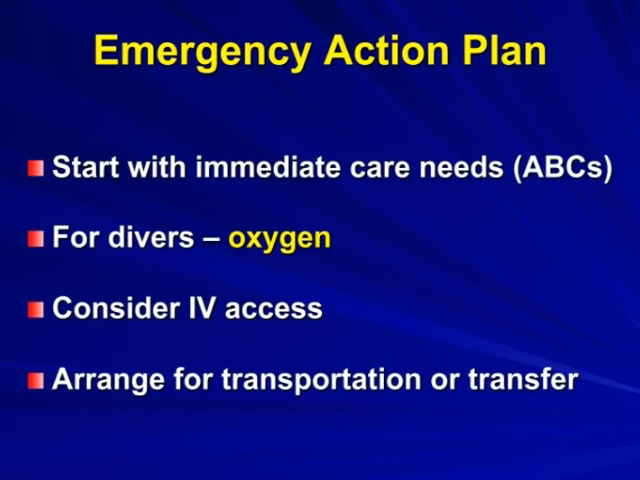 Emergency Action Plan
Start with immediate care needs (ABCs)
For divers – oxygen
Consider IV access
Arrange for transportation or transfer